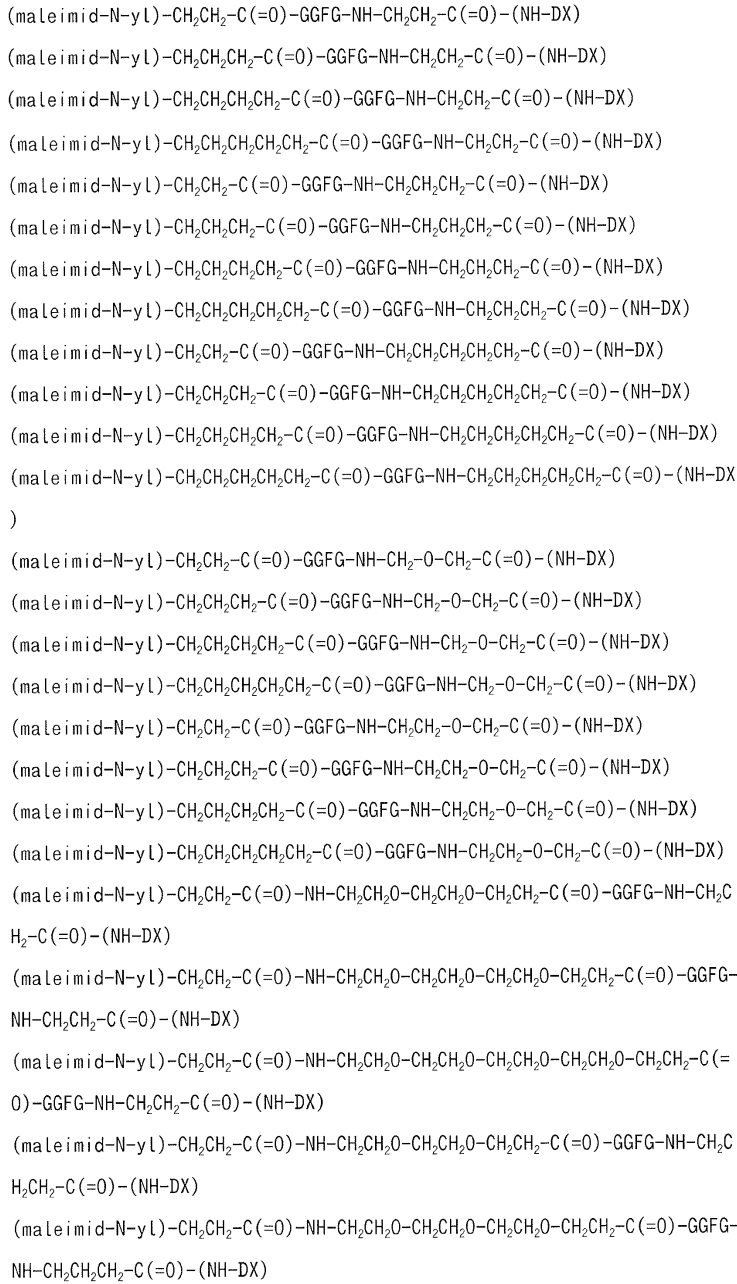 (maleimid-N-yl)-CH₂CH₂-C(=O)-GGFG-NH-CH₂CH₂-C(=O)-(NH-DX)
(maleimid-N-yl)-CH₂CH₂CH₂-C(=O)-GGFG-NH-CH₂CH₂-C(=O)-(NH-DX)
(maleimid-N-yl)-CH₂CH₂CH₂CH₂-C(=O)-GGFG-NH-CH₂CH₂-C(=O)-(NH-DX)
(maleimid-N-yl)-CH₂CH₂CH₂CH₂CH₂-C(=O)-GGFG-NH-CH₂CH₂-C(=O)-(NH-DX)
(maleimid-N-yl)-CH₂CH₂-C(=O)-GGFG-NH-CH₂CH₂CH₂-C(=O)-(NH-DX)
(maleimid-N-yl)-CH₂CH₂CH₂-C(=O)-GGFG-NH-CH₂CH₂CH₂-C(=O)-(NH-DX)
(maleimid-N-yl)-CH₂CH₂CH₂CH₂-C(=O)-GGFG-NH-CH₂CH₂CH₂-C(=O)-(NH-DX)
(maleimid-N-yl)-CH₂CH₂CH₂CH₂CH₂-C(=O)-GGFG-NH-CH₂CH₂CH₂-C(=O)-(NH-DX)
(maleimid-N-yl)-CH₂CH₂-C(=O)-GGFG-NH-CH₂CH₂CH₂CH₂CH₂-C(=O)-(NH-DX)
(maleimid-N-yl)-CH₂CH₂CH₂-C(=O)-GGFG-NH-CH₂CH₂CH₂CH₂CH₂-C(=O)-(NH-DX)
(maleimid-N-yl)-CH₂CH₂CH₂CH₂-C(=O)-GGFG-NH-CH₂CH₂CH₂CH₂CH₂-C(=O)-(NH-DX)
(maleimid-N-yl)-CH₂CH₂CH₂CH₂CH₂-C(=O)-GGFG-NH-CH₂CH₂CH₂CH₂CH₂-C(=O)-(NH-DX
)
(maleimid-N-yl)-CH₂CH₂-C(=O)-GGFG-NH-CH₂-O-CH₂-C(=O)-(NH-DX)
(maleimid-N-yl)-CH₂CH₂CH₂-C(=O)-GGFG-NH-CH₂-O-CH₂-C(=O)-(NH-DX)
(maleimid-N-yl)-CH₂CH₂CH₂CH₂-C(=O)-GGFG-NH-CH₂-O-CH₂-C(=O)-(NH-DX)
(maleimid-N-yl)-CH₂CH₂CH₂CH₂CH₂-C(=O)-GGFG-NH-CH₂-O-CH₂-C(=O)-(NH-DX)
(maleimid-N-yl)-CH₂CH₂-C(=O)-GGFG-NH-CH₂CH₂-O-CH₂-C(=O)-(NH-DX)
(maleimid-N-yl)-CH₂CH₂CH₂-C(=O)-GGFG-NH-CH₂CH₂-O-CH₂-C(=O)-(NH-DX)
(maleimid-N-yl)-CH₂CH₂CH₂CH₂-C(=O)-GGFG-NH-CH₂CH₂-O-CH₂-C(=O)-(NH-DX)
(maleimid-N-yl)-CH₂CH₂CH₂CH₂CH₂-C(=O)-GGFG-NH-CH₂CH₂-O-CH₂-C(=O)-(NH-DX)
(maleimid-N-yl)-CH₂CH₂-C(=O)-NH-CH₂CH₂O-CH₂CH₂O-CH₂CH₂-C(=O)-GGFG-NH-CH₂C
H₂-C(=O)-(NH-DX)
(maleimid-N-yl)-CH₂CH₂-C(=O)-NH-CH₂CH₂O-CH₂CH₂O-CH₂CH₂O-CH₂CH₂-C(=O)-GGFG-
NH-CH₂CH₂-C(=O)-(NH-DX)
(maleimid-N-yl)-CH₂CH₂-C(=O)-NH-CH₂CH₂O-CH₂CH₂O-CH₂CH₂O-CH₂CH₂O-CH₂CH₂-C(=
O)-GGFG-NH-CH₂CH₂-C(=O)-(NH-DX)
(maleimid-N-yl)-CH₂CH₂-C(=O)-NH-CH₂CH₂O-CH₂CH₂O-CH₂CH₂-C(=O)-GGFG-NH-CH₂C
H₂CH₂-C(=O)-(NH-DX)
(maleimid-N-yl)-CH₂CH₂-C(=O)-NH-CH₂CH₂O-CH₂CH₂O-CH₂CH₂O-CH₂CH₂-C(=O)-GGFG-
NH-CH₂CH₂CH₂-C(=O)-(NH-DX)